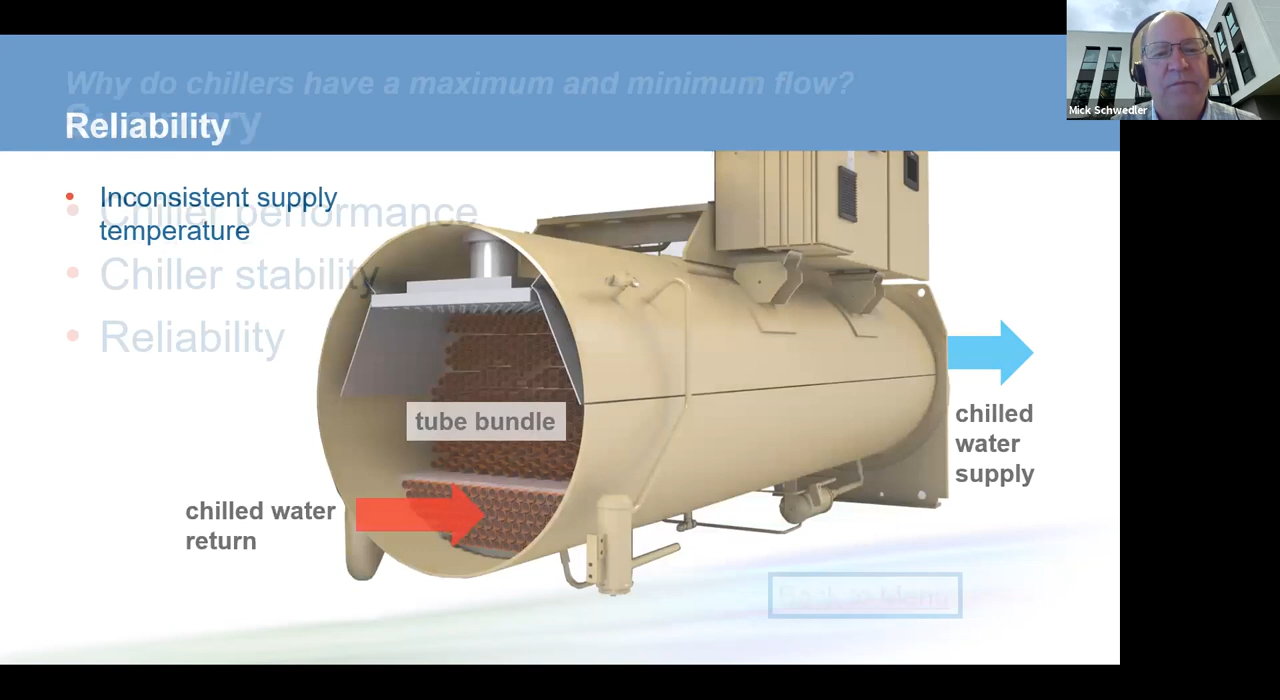 Why do chillers have a maximum and minimum flow?
Summary
Reliability
Mick Schwedler
Inconsistent supply
temperature
Chiller performance
Chiller stability
Reliability
tube bundle
chilled water
return
chilled
water
supply